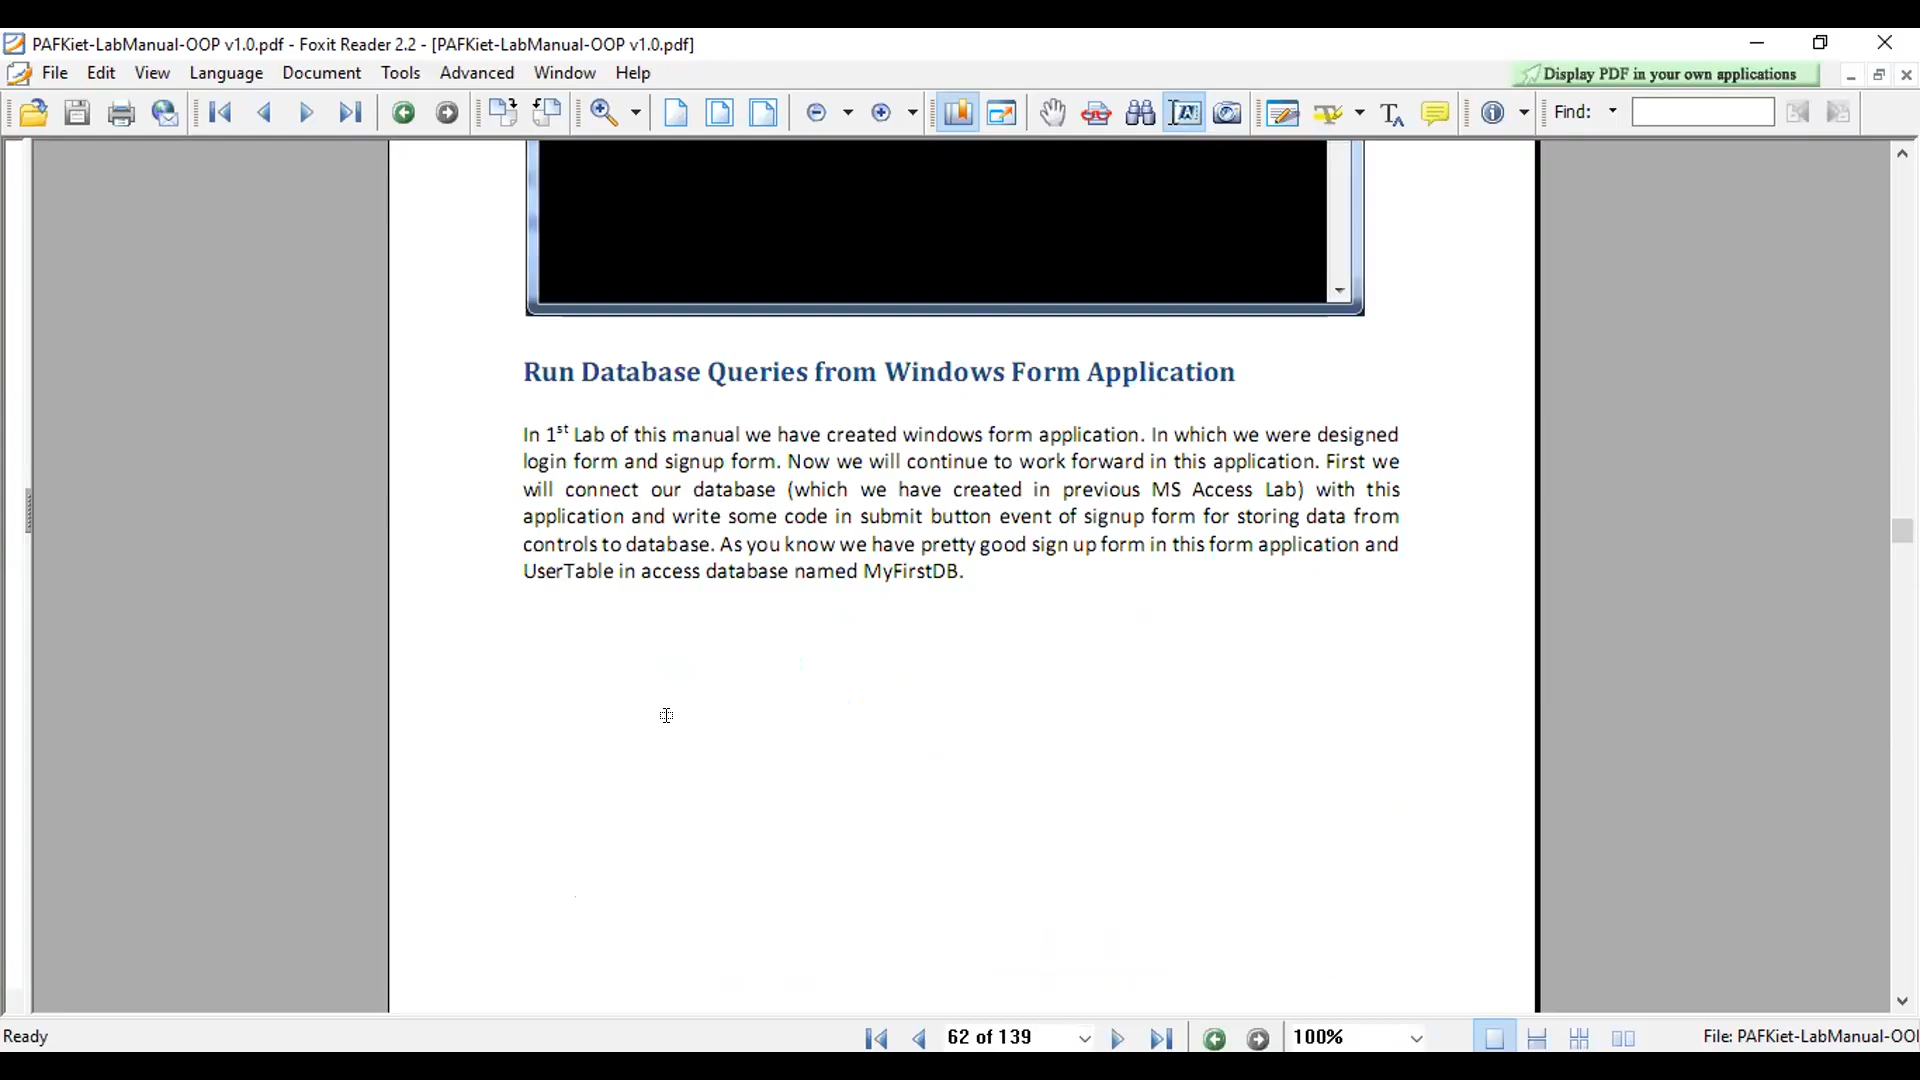 PAFKiet-LabManual-OOP v1.0.pdf - Foxit Reader 2.2 - [PAFKiet-LabManual-OOP v1.0.pdf]
File Edit View Language Document Tools Advanced Window Help
Display PDF in your own applications
Find:
Run Database Queries from Windows Form Application
In 1st Lab of this manual we have created windows form application. In which we were designed
login form and signup form. Now we will continue to work forward in this application. First we
will connect our database (which we have created in previous MS Access Lab) with this
application and write some code in submit button event of signup form for storing data from
controls to database. As you know we have pretty good sign up form in this form application and
UserTable in access database named MyFirstDB.
Ready
62 of 139
100%
File: PAFKiet-LabManual-OO